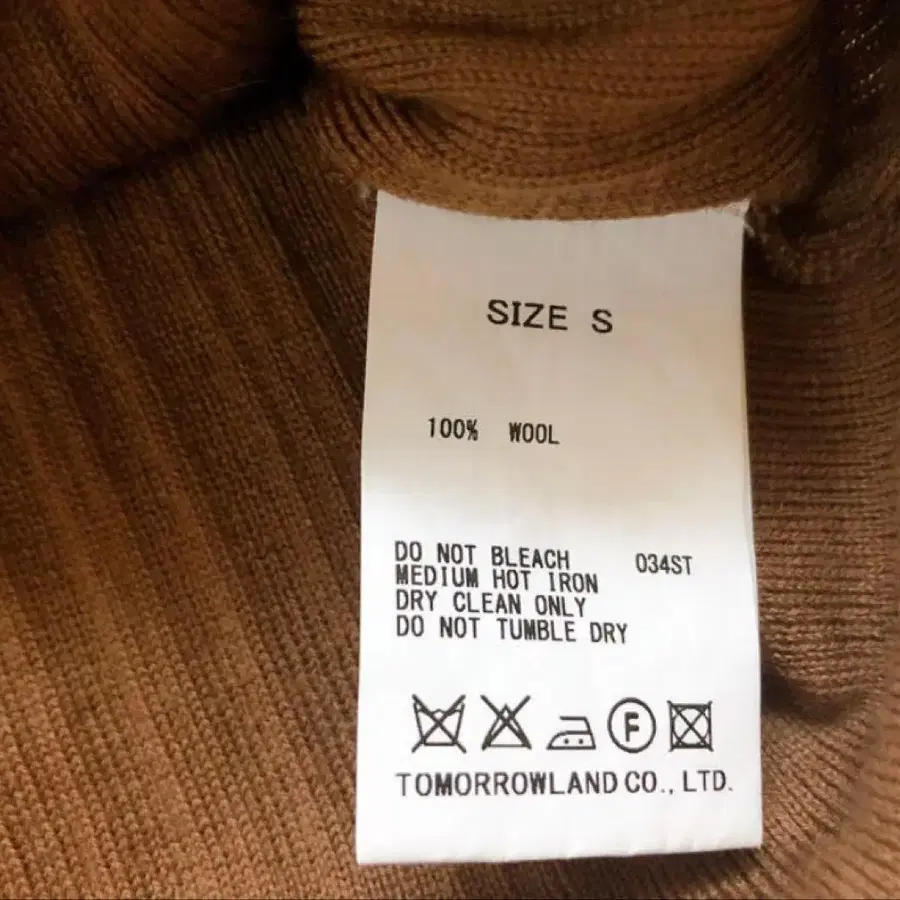 SIZE S
100% WOOL
DO NOT BLEACH 034ST
MEDIUM HOT IRON
DRY CLEAN ONLY
DO NOT TUMBLE DRY
F
TOMORROWLAND CO., LTD.